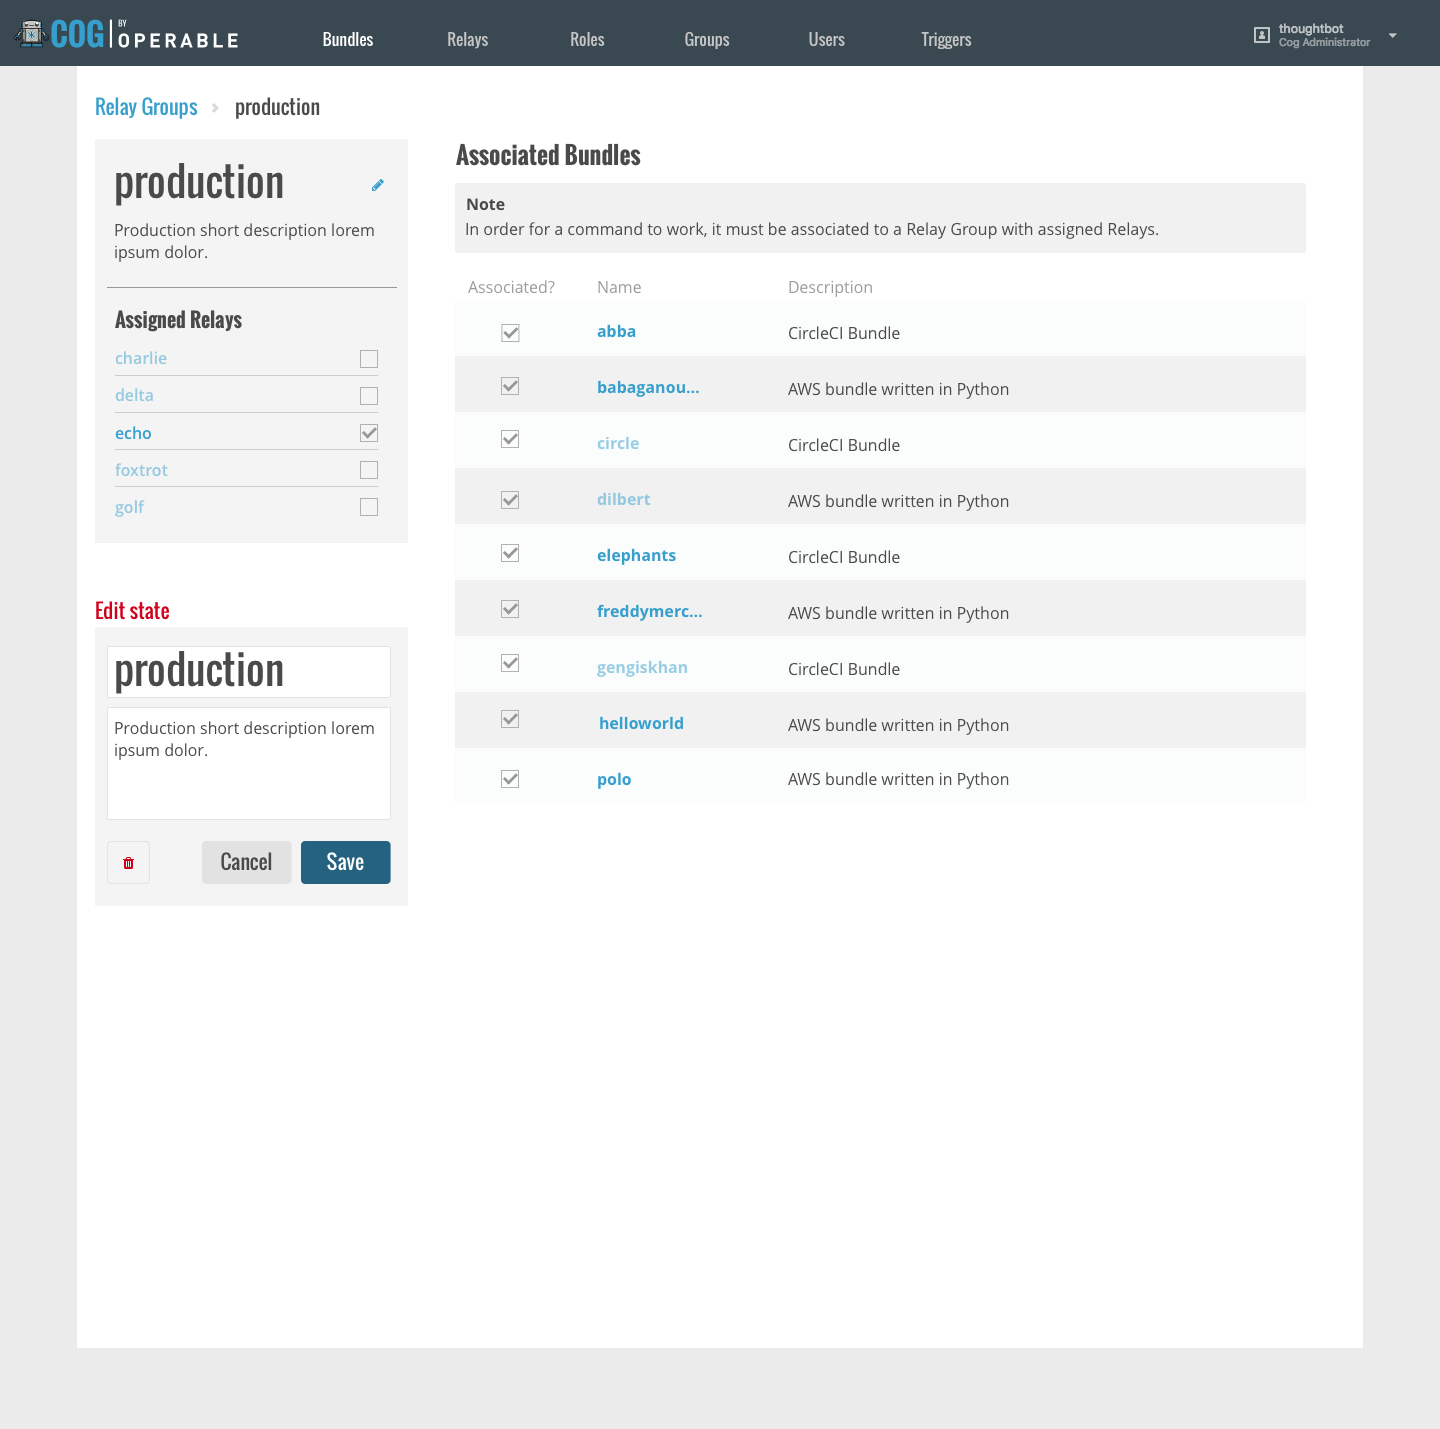 COG BY OPERABLE
Bundles Relays Roles Groups Users Triggers
thoughtbot
Cog Administrator
Relay Groups › production
production
Production short description lorem
ipsum dolor.
Assigned Relays
charlie
delta
echo
foxtrot
golf
Edit state
production
Production short description lorem
ipsum dolor.
Cancel Save
Associated Bundles
Note
In order for a command to work, it must be associated to a Relay Group with assigned Relays.
Associated? Name Description
abba CircleCI Bundle
babaganou... AWS bundle written in Python
circle CircleCI Bundle
dilbert AWS bundle written in Python
elephants CircleCI Bundle
freddymerc... AWS bundle written in Python
gengiskhan CircleCI Bundle
helloworld AWS bundle written in Python
polo AWS bundle written in Python